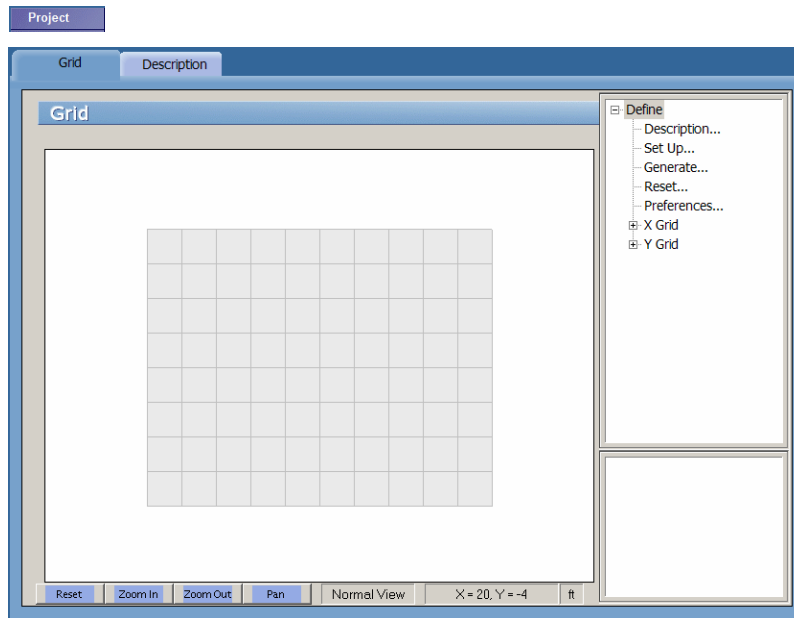 Project
Grid Description
Grid
Define
Description...
Set Up...
Generate...
Reset...
Preferences...
X Grid
Y Grid
Reset Zoom In Zoom Out Pan Normal View X = 20, Y = -4 ft